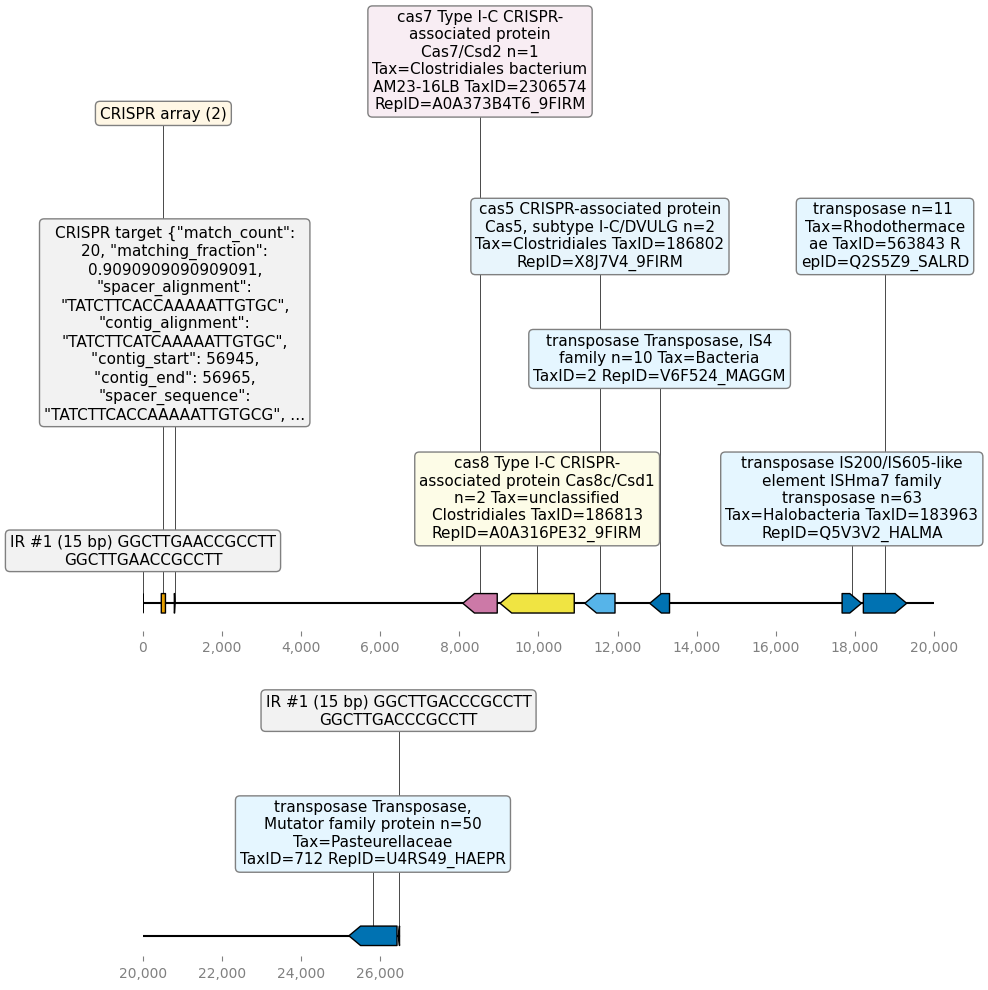 cas7 Type I-C CRISPR-
associated protein
Cas7/Csd2 n=1
Tax=Clostridiales bacterium
AM23-16LB TaxID=2306574
RepID=A0A373B4T6_9FIRM
CRISPR array (2)
CRISPR target {"match_count":
20, "matching_fraction":
0.9090909090909091,
"spacer_alignment":
"TATCTTCACCAAAAATTGTGC",
"contig_alignment":
"TATCTTCATCAAAAATTGTGC",
"contig_start": 56945,
"contig_end": 56965,
"spacer_sequence":
"TATCTTCACCAAAAATTGTGCG", ...
cas5 CRISPR-associated protein
Cas5, subtype I-C/DVULG n=2
Tax=Clostridiales TaxID=186802
RepID=X8J7V4_9FIRM
transposase n=11
Tax=Rhodothermace
ae TaxID=563843 R
epID=Q2S5Z9_SALRD
transposase Transposase, IS4
family n=10 Tax=Bacteria
TaxID=2 RepID=V6F524_MAGGM
cas8 Type I-C CRISPR-
associated protein Cas8c/Csd1
n=2 Tax=unclassified
Clostridiales TaxID=186813
RepID=A0A316PE32_9FIRM
transposase IS200/IS605-like
element ISHma7 family
transposase n=63
Tax=Halobacteria TaxID=183963
RepID=Q5V3V2_HALMA
IR #1 (15 bp) GGCTTGAACCGCCTT
GGCTTGAACCGCCTT
0 2,000 4,000 6,000 8,000 10,000 12,000 14,000 16,000 18,000 20,000
IR #1 (15 bp) GGCTTGACCCGCCTT
GGCTTGACCCGCCTT
transposase Transposase,
Mutator family protein n=50
Tax=Pasteurellaceae
TaxID=712 RepID=U4RS49_HAEPR
20,000 22,000 24,000 26,000